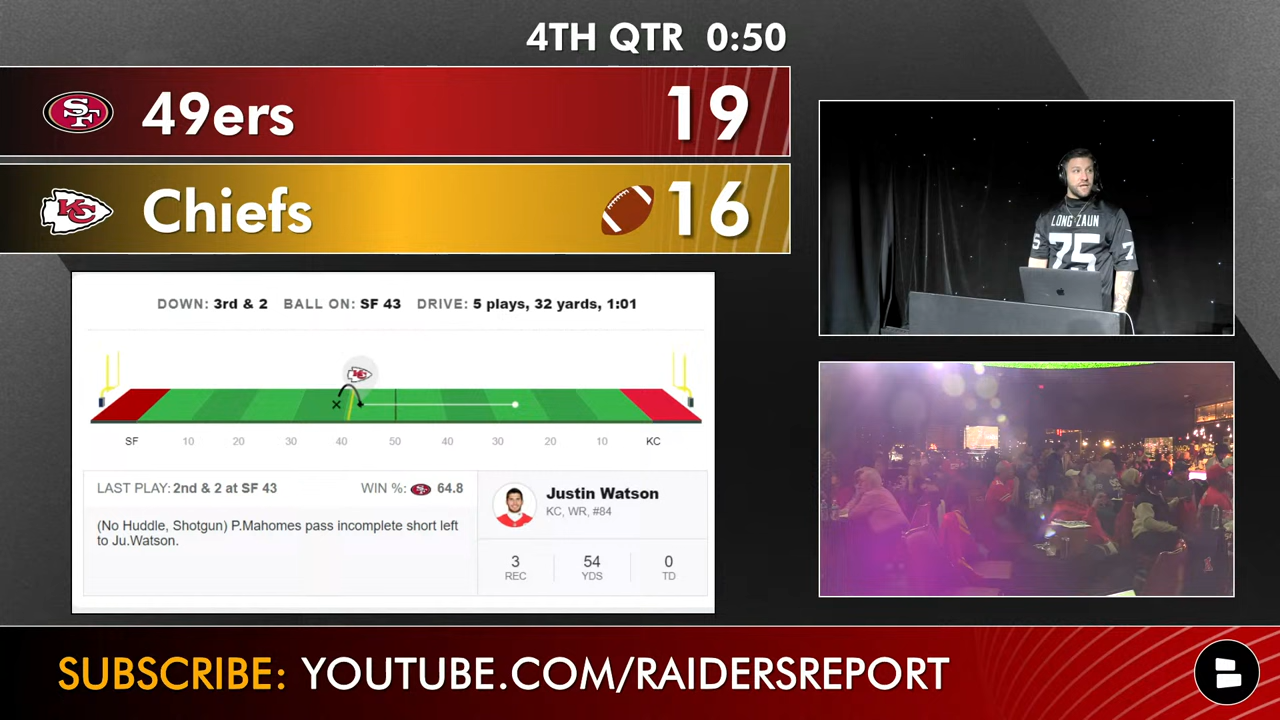 4TH QTR 0:50
SF 49ers 19
KC Chiefs 16
DOWN: 3rd & 2 BALL ON: SF 43 DRIVE: 5 plays, 32 yards, 1:01
KC
SF 10 20 30 40 50 40 30 20 10 KC
LAST PLAY: 2nd & 2 at SF 43 WIN %: 64.8
(No Huddle, Shotgun) P.Mahomes pass incomplete short left
to Ju.Watson.
Justin Watson
KC, WR, #84
3 54 0
REC YDS TD
LONG ZAUN
75
SUBSCRIBE: YOUTUBE.COM/RAIDERSREPORT